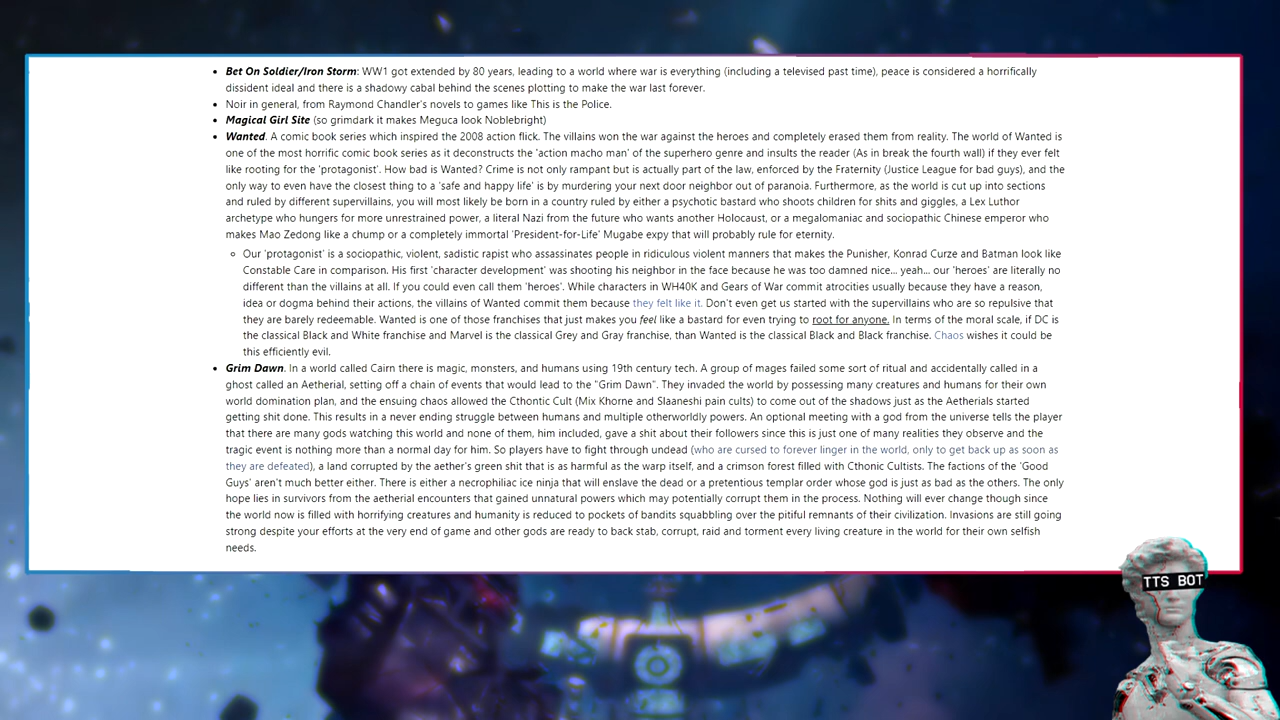 • Bet On Soldier/Iron Storm: WW1 got extended by 80 years, leading to a world where war is everything (including a televised past time), peace is considered a horrifically
dissident ideal and there is a shadowy cabal behind the scenes plotting to make the war last forever.
• Noir in general, from Raymond Chandler's novels to games like This is the Police.
• Magical Girl Site (so grimdark it makes Meguca look Noblebright)
• Wanted. A comic book series which inspired the 2008 action flick. The villains won the war against the heroes and completely erased them from reality. The world of Wanted is
one of the most horrific comic book series as it deconstructs the 'action macho man' of the superhero genre and insults the reader (As in break the fourth wall) if they ever felt
like rooting for the 'protagonist'. How bad is Wanted? Crime is not only rampant but is actually part of the law, enforced by the Fraternity (Justice League for bad guys), and the
only way to even have the closest thing to a 'safe and happy life' is by murdering your next door neighbor out of paranoia. Furthermore, as the world is cut up into sections
and ruled by different supervillains, you will most likely be born in a country ruled by either a psychotic bastard who shoots children for shits and giggles, a Lex Luthor
archetype who hungers for more unrestrained power, a literal Nazi from the future who wants another Holocaust, or a megalomaniac and sociopathic Chinese emperor who
makes Mao Zedong like a chump or a completely immortal 'President-for-Life' Mugabe expy that will probably rule for eternity.
◦ Our 'protagonist' is a sociopathic, violent, sadistic rapist who assassinates people in ridiculous violent manners that makes the Punisher, Konrad Curze and Batman look like
Constable Care in comparison. His first 'character development' was shooting his neighbor in the face because he was too damned nice... yeah... our 'heroes' are literally no
different than the villains at all. If you could even call them 'heroes'. While characters in WH40K and Gears of War commit atrocities usually because they have a reason,
idea or dogma behind their actions, the villains of Wanted commit them because they felt like it. Don't even get us started with the supervillains who are so repulsive that
they are barely redeemable. Wanted is one of those franchises that just makes you feel like a bastard for even trying to root for anyone. In terms of the moral scale, if DC is
the classical Black and White franchise and Marvel is the classical Grey and Gray franchise, than Wanted is the classical Black and Black franchise. Chaos wishes it could be
this efficiently evil.
• Grim Dawn. In a world called Cairn there is magic, monsters, and humans using 19th century tech. A group of mages failed some sort of ritual and accidentally called in a
ghost called an Aetherial, setting off a chain of events that would lead to the "Grim Dawn". They invaded the world by possessing many creatures and humans for their own
world domination plan, and the ensuing chaos allowed the Cthonic Cult (Mix Khorne and Slaaneshi pain cults) to come out of the shadows just as the Aetherials started
getting shit done. This results in a never ending struggle between humans and multiple otherworldly powers. An optional meeting with a god from the universe tells the player
that there are many gods watching this world and none of them, him included, gave a shit about their followers since this is just one of many realities they observe and the
tragic event is nothing more than a normal day for him. So players have to fight through undead (who are cursed to forever linger in the world, only to get back up as soon as
they are defeated), a land corrupted by the aether's green shit that is as harmful as the warp itself, and a crimson forest filled with Cthonic Cultists. The factions of the 'Good
Guys' aren't much better either. There is either a necrophiliac ice ninja that will enslave the dead or a pretentious templar order whose god is just as bad as the others. The only
hope lies in survivors from the aetherial encounters that gained unnatural powers which may potentially corrupt them in the process. Nothing will ever change though since
the world now is filled with horrifying creatures and humanity is reduced to pockets of bandits squabbling over the pitiful remnants of their civilization. Invasions are still going
strong despite your efforts at the very end of game and other gods are ready to back stab, corrupt, raid and torment every living creature in the world for their own selfish
needs.
TTS BOT